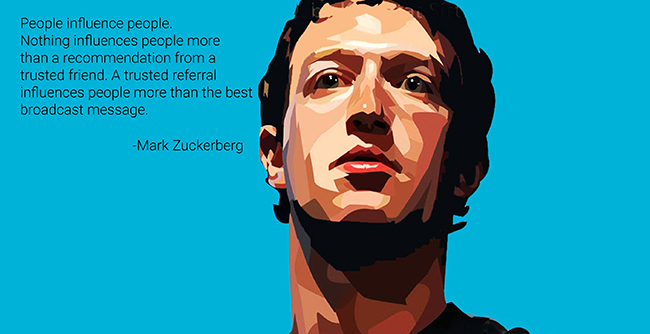 People influence people.
Nothing influences people more
than a recommendation from a
trusted friend. A trusted referral
influences people more than the best
broadcast message.
-Mark Zuckerberg